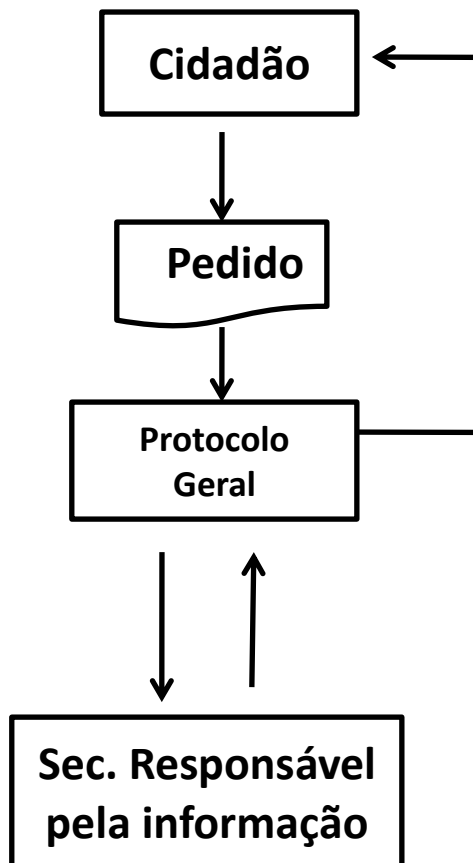 Cidadão
Pedido
Protocolo
Geral
Sec. Responsável
pela informação